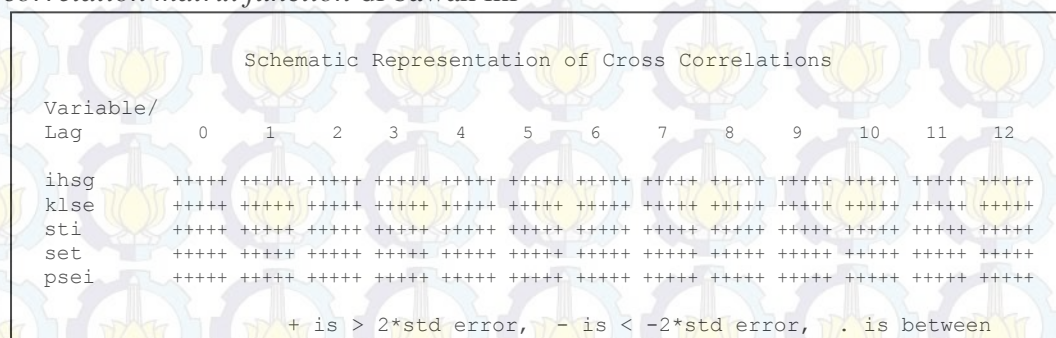 correlation matrix function di bawah ini
Schematic Representation of Cross Correlations
Variable/
Lag 0 1 2 3 4 5 6 7 8 9 10 11 12
ihsg +++++ +++++ +++++ +++++ +++++ +++++ +++++ +++++ +++++ +++++ +++++ +++++ +++++
klse +++++ +++++ +++++ +++++ +++++ +++++ +++++ +++++ +++++ +++++ +++++ +++++ +++++
sti +++++ +++++ +++++ +++++ +++++ +++++ +++++ +++++ +++++ +++++ +++++ +++++ +++++
set +++++ +++++ +++++ +++++ +++++ +++++ +++++ +++++ +++++ +++++ +++++ +++++ +++++
psei +++++ +++++ +++++ +++++ +++++ +++++ +++++ +++++ +++++ +++++ +++++ +++++ +++++
+ is > 2*std error, - is < -2*std error, . is between